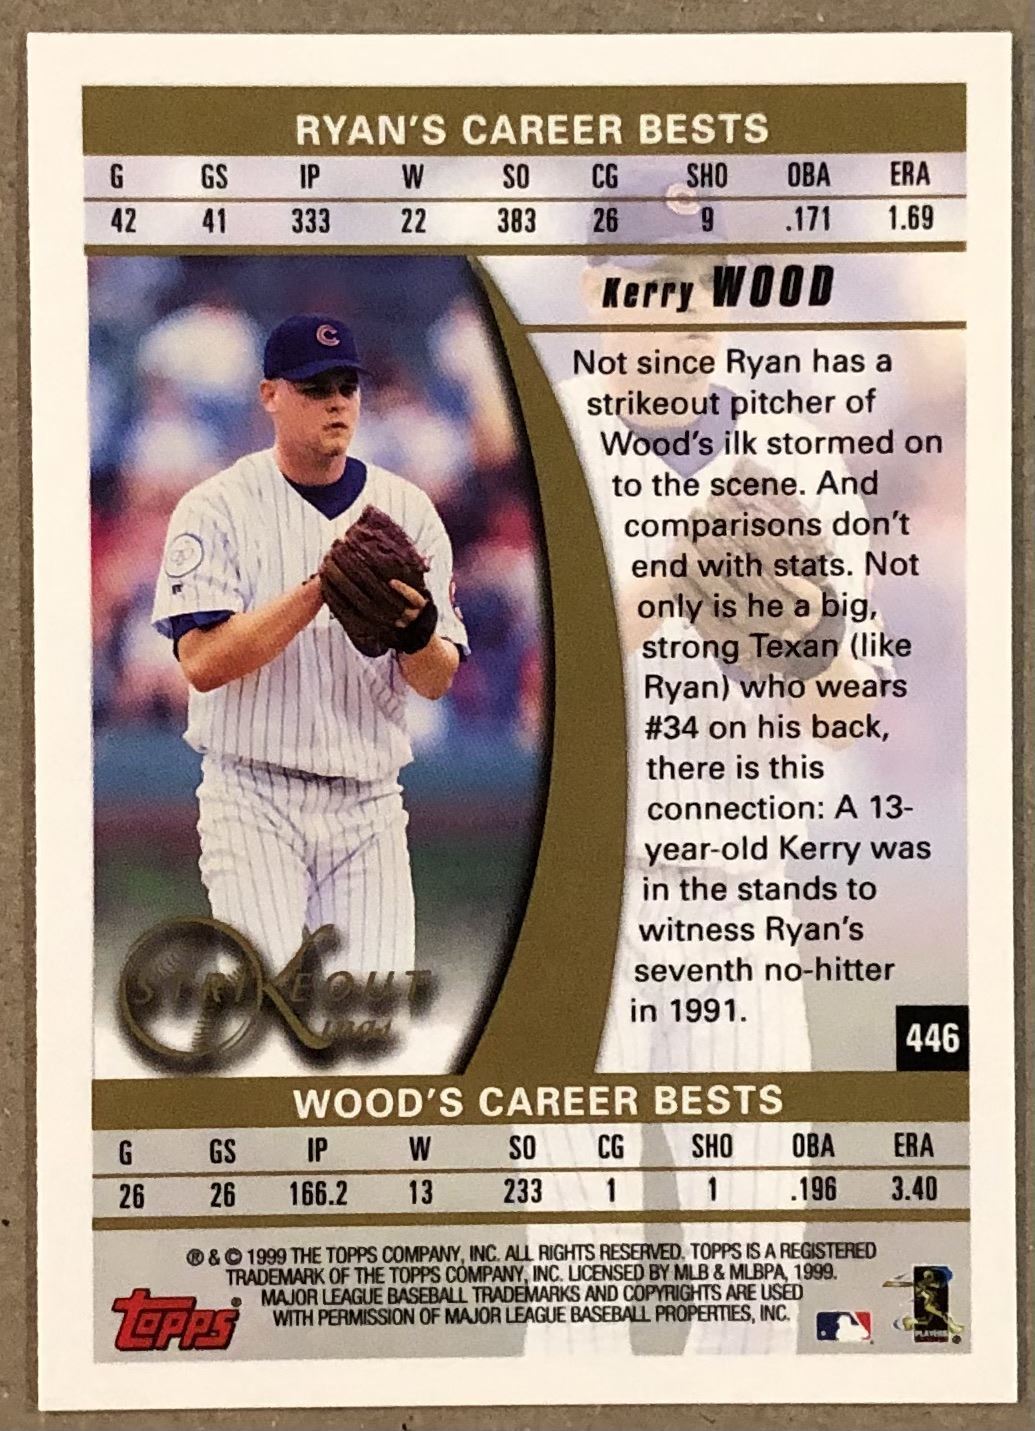 RYAN'S CAREER BESTS
G GS IP W SO CG SHO OBA ERA
42 41 333 22 383 26 9 .171 1.69
Kerry WOOD
Not since Ryan has a
strikeout pitcher of
Wood's ilk stormed on
to the scene. And
comparisons don't
end with stats. Not
only is he a big,
strong Texan (like
Ryan) who wears
#34 on his back,
there is this
connection: A 13-
year-old Kerry was
in the stands to
witness Ryan's
seventh no-hitter
in 1991.
C
STRIKEOUT
Kings
446
WOOD'S CAREER BESTS
G GS IP W SO CG SHO OBA ERA
26 26 166.2 13 233 1 1 .196 3.40
® & © 1999 THE TOPPS COMPANY, INC. ALL RIGHTS RESERVED. TOPPS IS A REGISTERED
TRADEMARK OF THE TOPPS COMPANY, INC. LICENSED BY MLB & MLBPA, 1999.
MAJOR LEAGUE BASEBALL TRADEMARKS AND COPYRIGHTS ARE USED
WITH PERMISSION OF MAJOR LEAGUE BASEBALL PROPERTIES, INC.
TOPPS®
PLAYERS